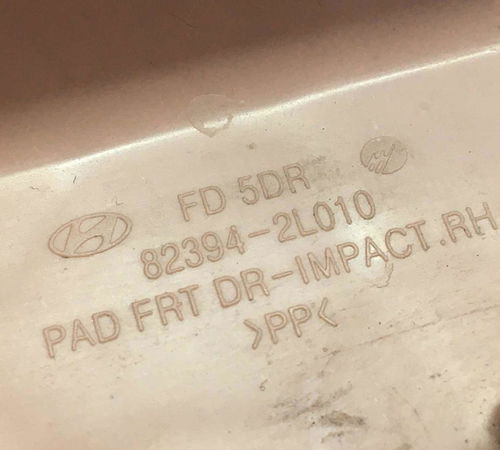 FD 5DR
82394-2L010
PAD FRT DR-IMPACT.RH
>PP<